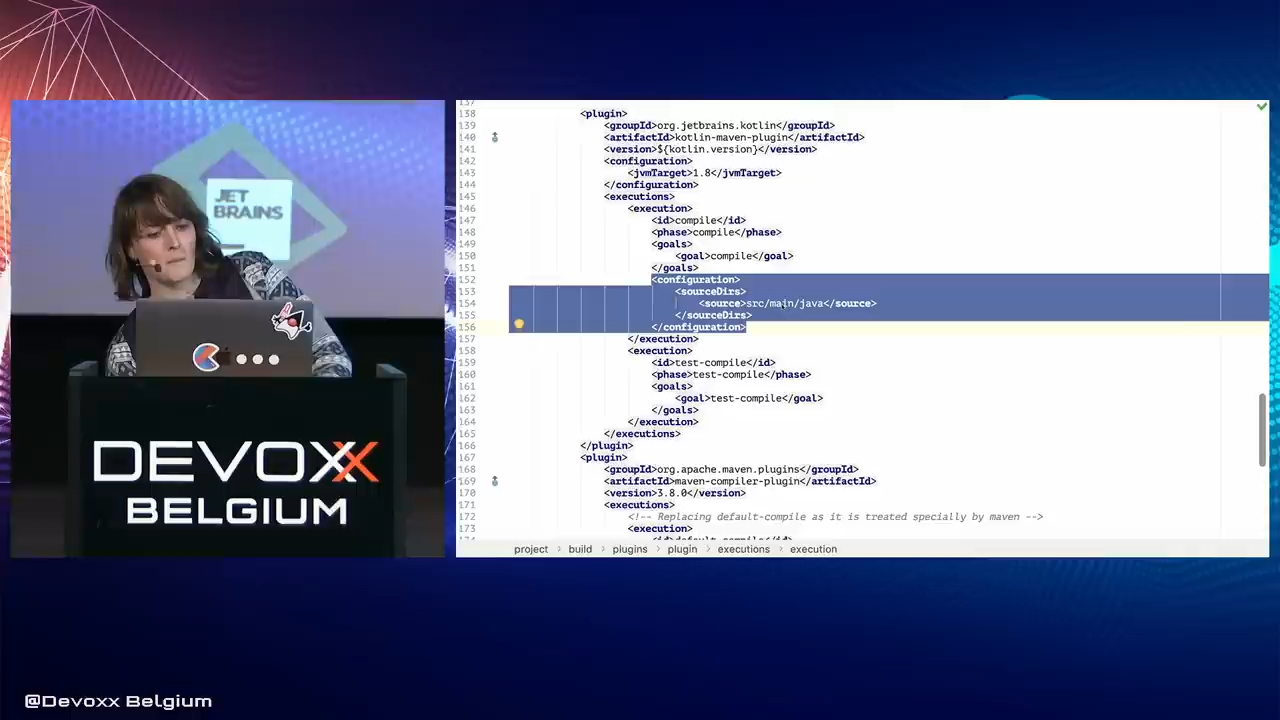 JET
BRAINS
DEVOXX
BELGIUM
137
138 <plugin>
139 <groupId>org.jetbrains.kotlin</groupId>
140 <artifactId>kotlin-maven-plugin</artifactId>
141 <version>${kotlin.version}</version>
142 <configuration>
143 <jvmTarget>1.8</jvmTarget>
144 </configuration>
145 <executions>
146 <execution>
147 <id>compile</id>
148 <phase>compile</phase>
149 <goals>
150 <goal>compile</goal>
151 </goals>
152 <configuration>
153 <sourceDirs>
154 <source>src/main/java</source>
155 </sourceDirs>
156 </configuration>
157 </execution>
158 <execution>
159 <id>test-compile</id>
160 <phase>test-compile</phase>
161 <goals>
162 <goal>test-compile</goal>
163 </goals>
164 </execution>
165 </executions>
166 </plugin>
167 <plugin>
168 <groupId>org.apache.maven.plugins</groupId>
169 <artifactId>maven-compiler-plugin</artifactId>
170 <version>3.8.0</version>
171 <executions>
172 <!-- Replacing default-compile as it is treated specially by maven -->
173 <execution>
174 <id>default-compile</id>
project > build > plugins > plugin > executions > execution
@Devoxx Belgium